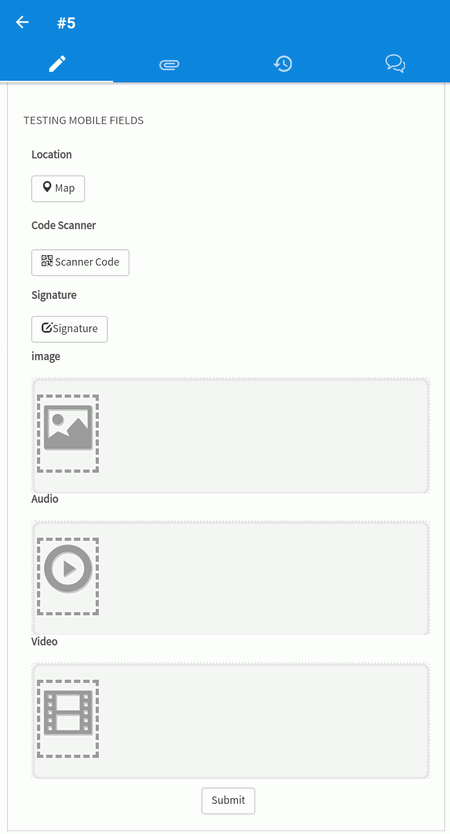 #5
TESTING MOBILE FIELDS
Location
Map
Code Scanner
Scanner Code
Signature
Signature
image
Audio
Video
Submit